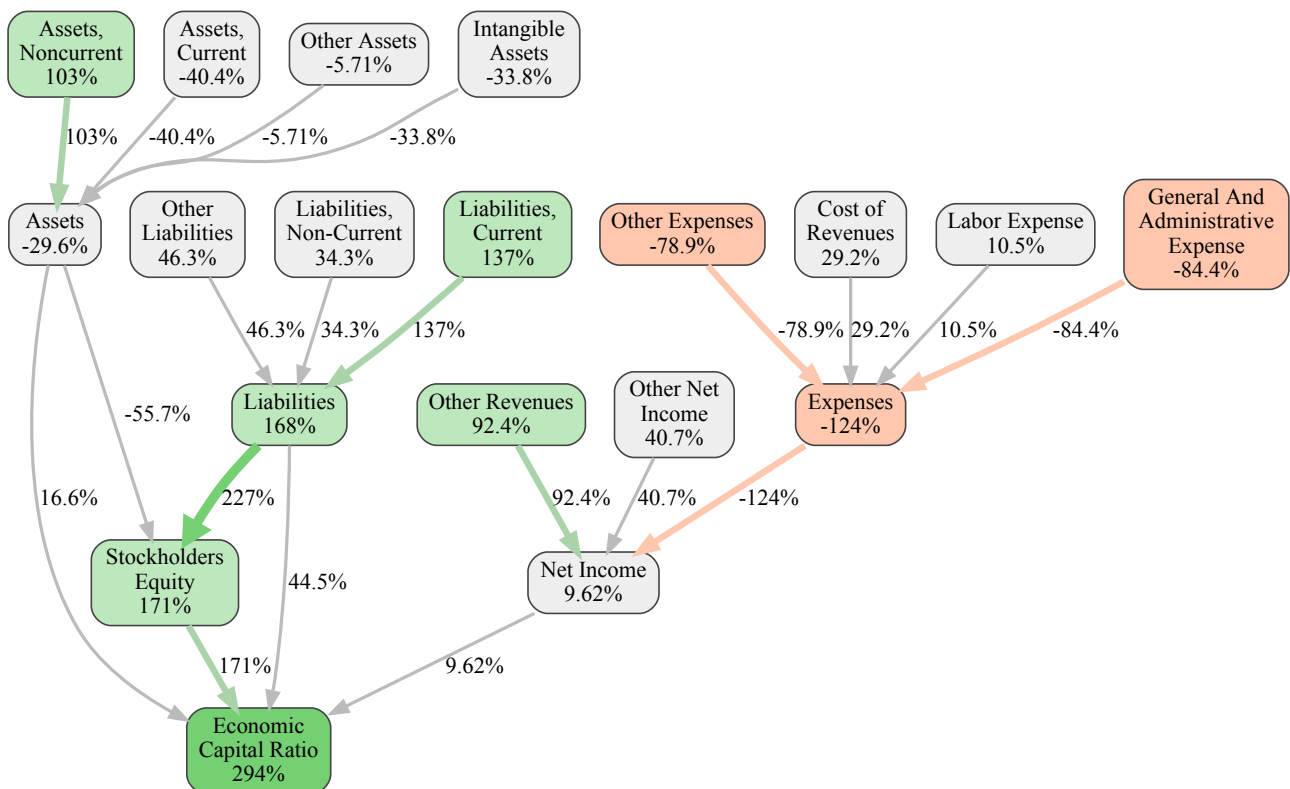 Assets,
Noncurrent
103%
Assets,
Current
-40.4%
Other Assets
-5.71%
Intangible
Assets
-33.8%
103%
-40.4%
-5.71%
-33.8%
Assets
-29.6%
Other
Liabilities
46.3%
Liabilities,
Non-Current
34.3%
Liabilities,
Current
137%
Other Expenses
-78.9%
Cost of
Revenues
29.2%
Labor Expense
10.5%
General And
Administrative
Expense
-84.4%
46.3%
34.3%
137%
-78.9%
29.2%
10.5%
-84.4%
-55.7%
Liabilities
168%
Other Revenues
92.4%
Other Net
Income
40.7%
Expenses
-124%
16.6%
227%
92.4%
40.7%
-124%
Stockholders
Equity
171%
44.5%
Net Income
9.62%
171%
9.62%
Economic
Capital Ratio
294%